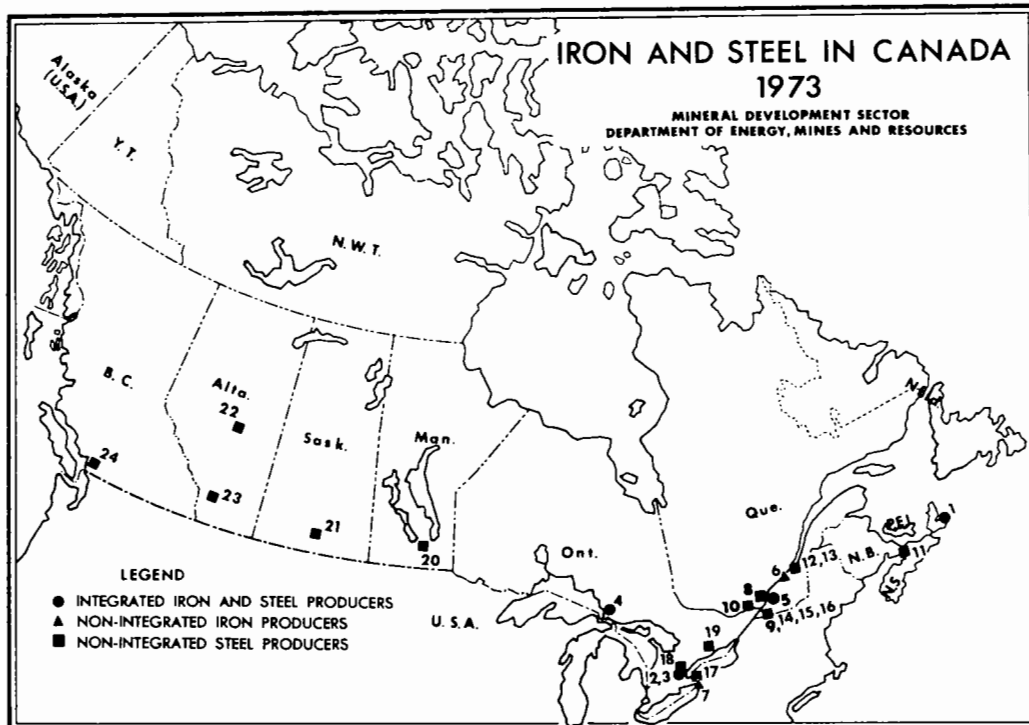 IRON AND STEEL IN CANADA
1973
MINERAL DEVELOPMENT SECTOR
DEPARTMENT OF ENERGY, MINES AND RESOURCES
Alaska
(U.S.A.)
Y.T.
N.W.T.
B.C.
Alta.
22
Sask.
Man.
24
23
21
20
Ont.
Que.
Nfld.
P.E.I.
1
N.B.
11
N.S.
12,13
6
8
5
10
9,14,15,16
4
U.S.A.
19
18
2,3
17
7
LEGEND
INTEGRATED IRON AND STEEL PRODUCERS
NON-INTEGRATED IRON PRODUCERS
NON-INTEGRATED STEEL PRODUCERS